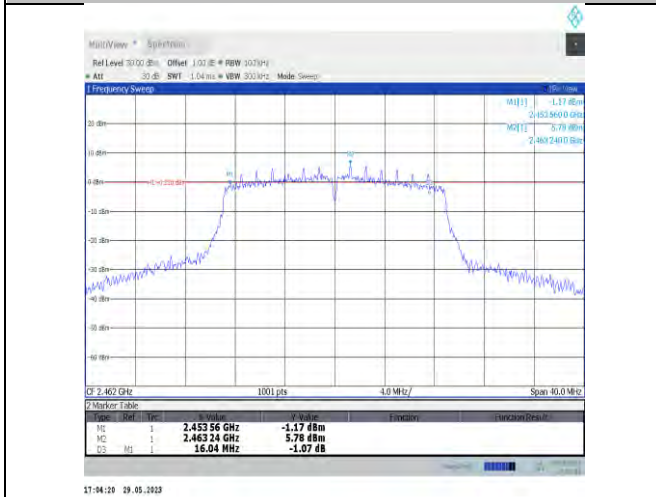 MultiView Spectrum
Ref Level 30.00 dBm Offset 1.00 dB RBW 100 kHz
Att 30 dB SWT 1.04 ms VBW 300 kHz Mode Sweep
1 Frequency Sweep
M1[1] -1.17 dBm
2.453 560 0 GHz
M2[1] 5.78 dBm
2.463 240 0 GHz
20 dBm
10 dBm
0 dBm
-10 dBm
-20 dBm
-30 dBm
-40 dBm
-50 dBm
-60 dBm
CF 2.462 GHz 1001 pts 4.0 MHz/ Span 40.0 MHz
2 Marker Table
Type Ref Trc X-Value Y-Value Function Function Result
M1 1 2.453 56 GHz -1.17 dBm
M2 1 2.463 24 GHz 5.78 dBm
D3 M1 1 16.04 MHz -1.07 dB
17:04:20 29.05.2023